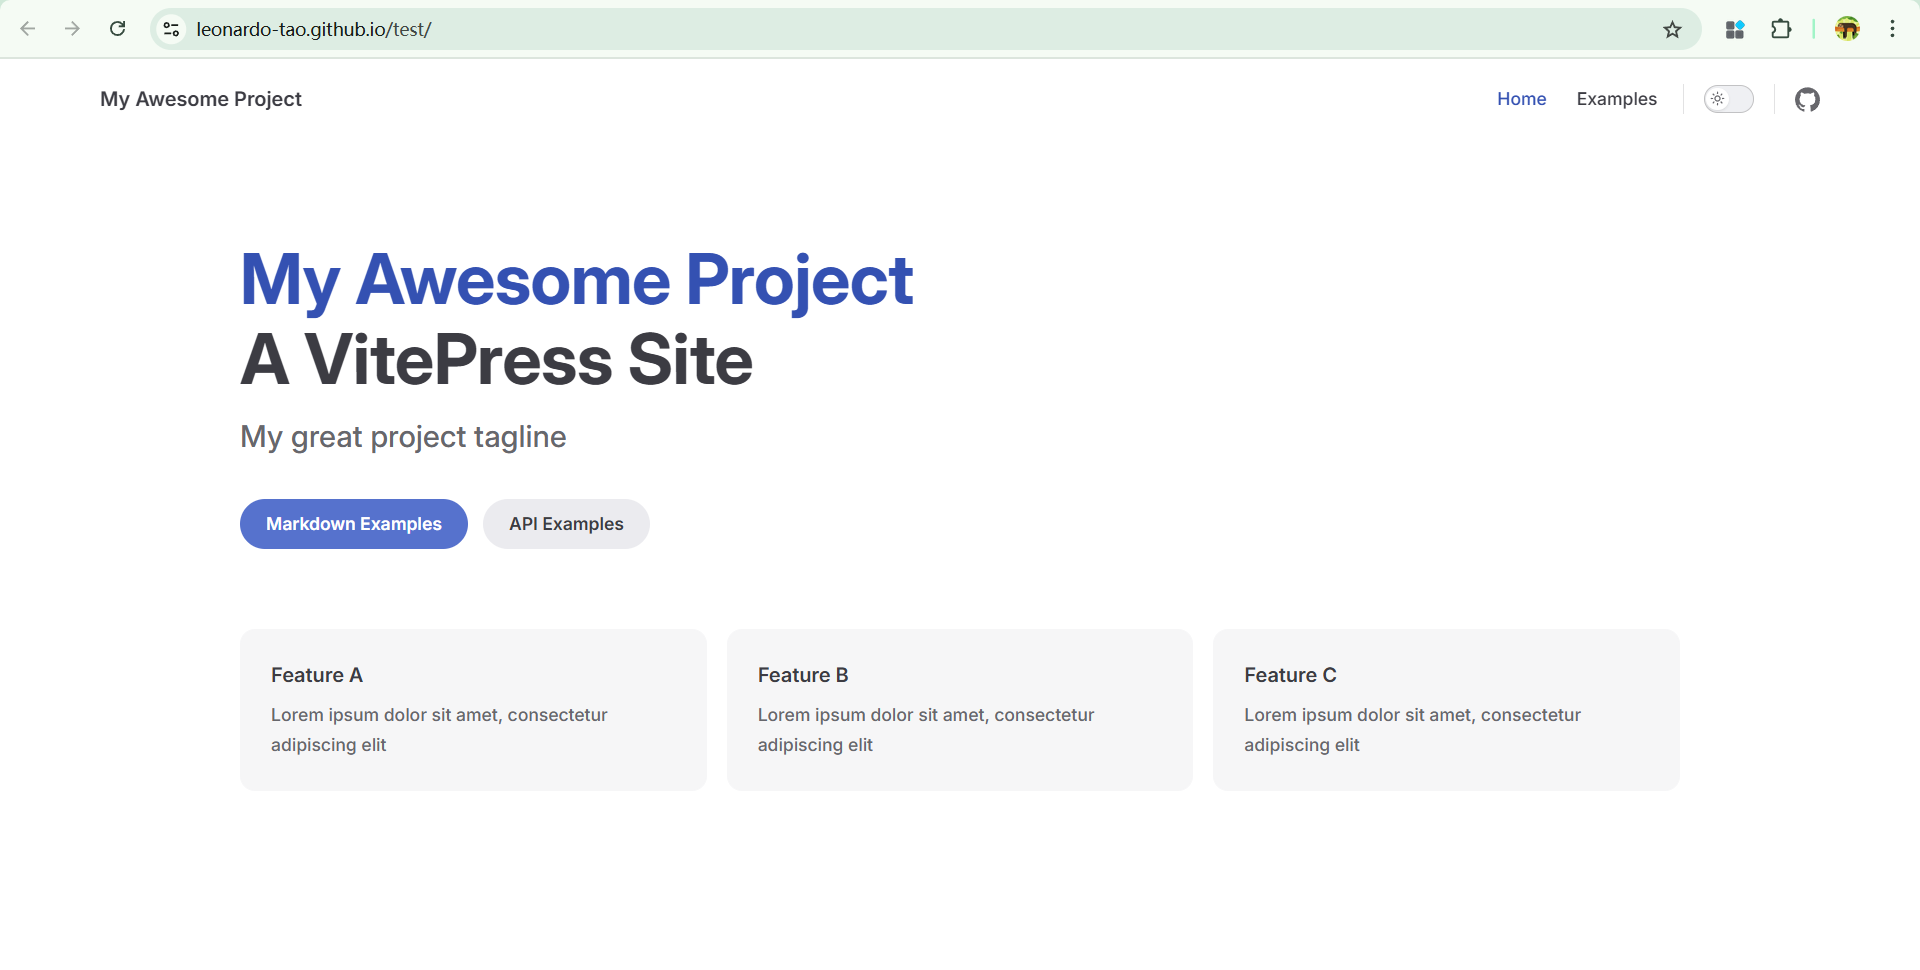 leonardo-tao.github.io/test/
My Awesome Project
Home Examples
My Awesome Project
A VitePress Site
My great project tagline
Markdown Examples API Examples
Feature A
Lorem ipsum dolor sit amet, consectetur
adipiscing elit
Feature B
Lorem ipsum dolor sit amet, consectetur
adipiscing elit
Feature C
Lorem ipsum dolor sit amet, consectetur
adipiscing elit